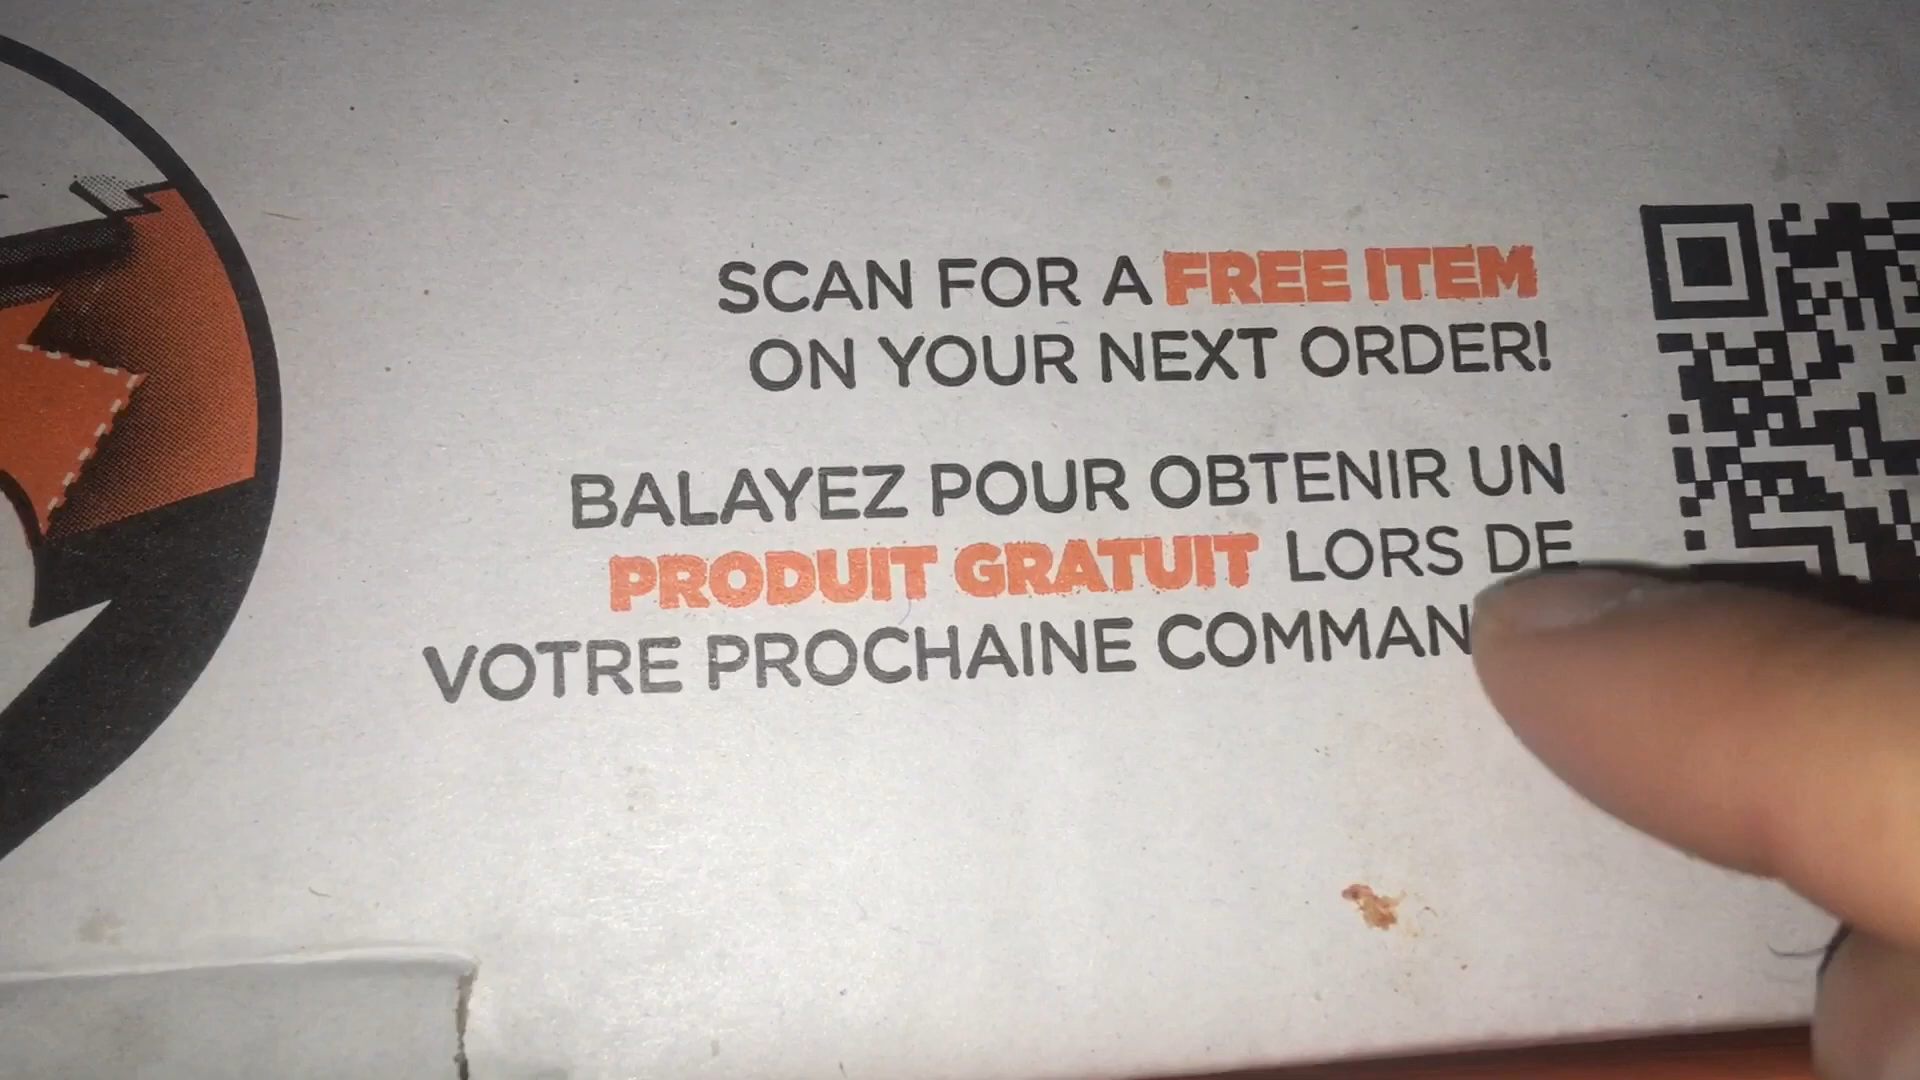 SCAN FOR A FREE ITEM
ON YOUR NEXT ORDER!
BALAYEZ POUR OBTENIR UN
PRODUIT GRATUIT LORS DE
VOTRE PROCHAINE COMMAN